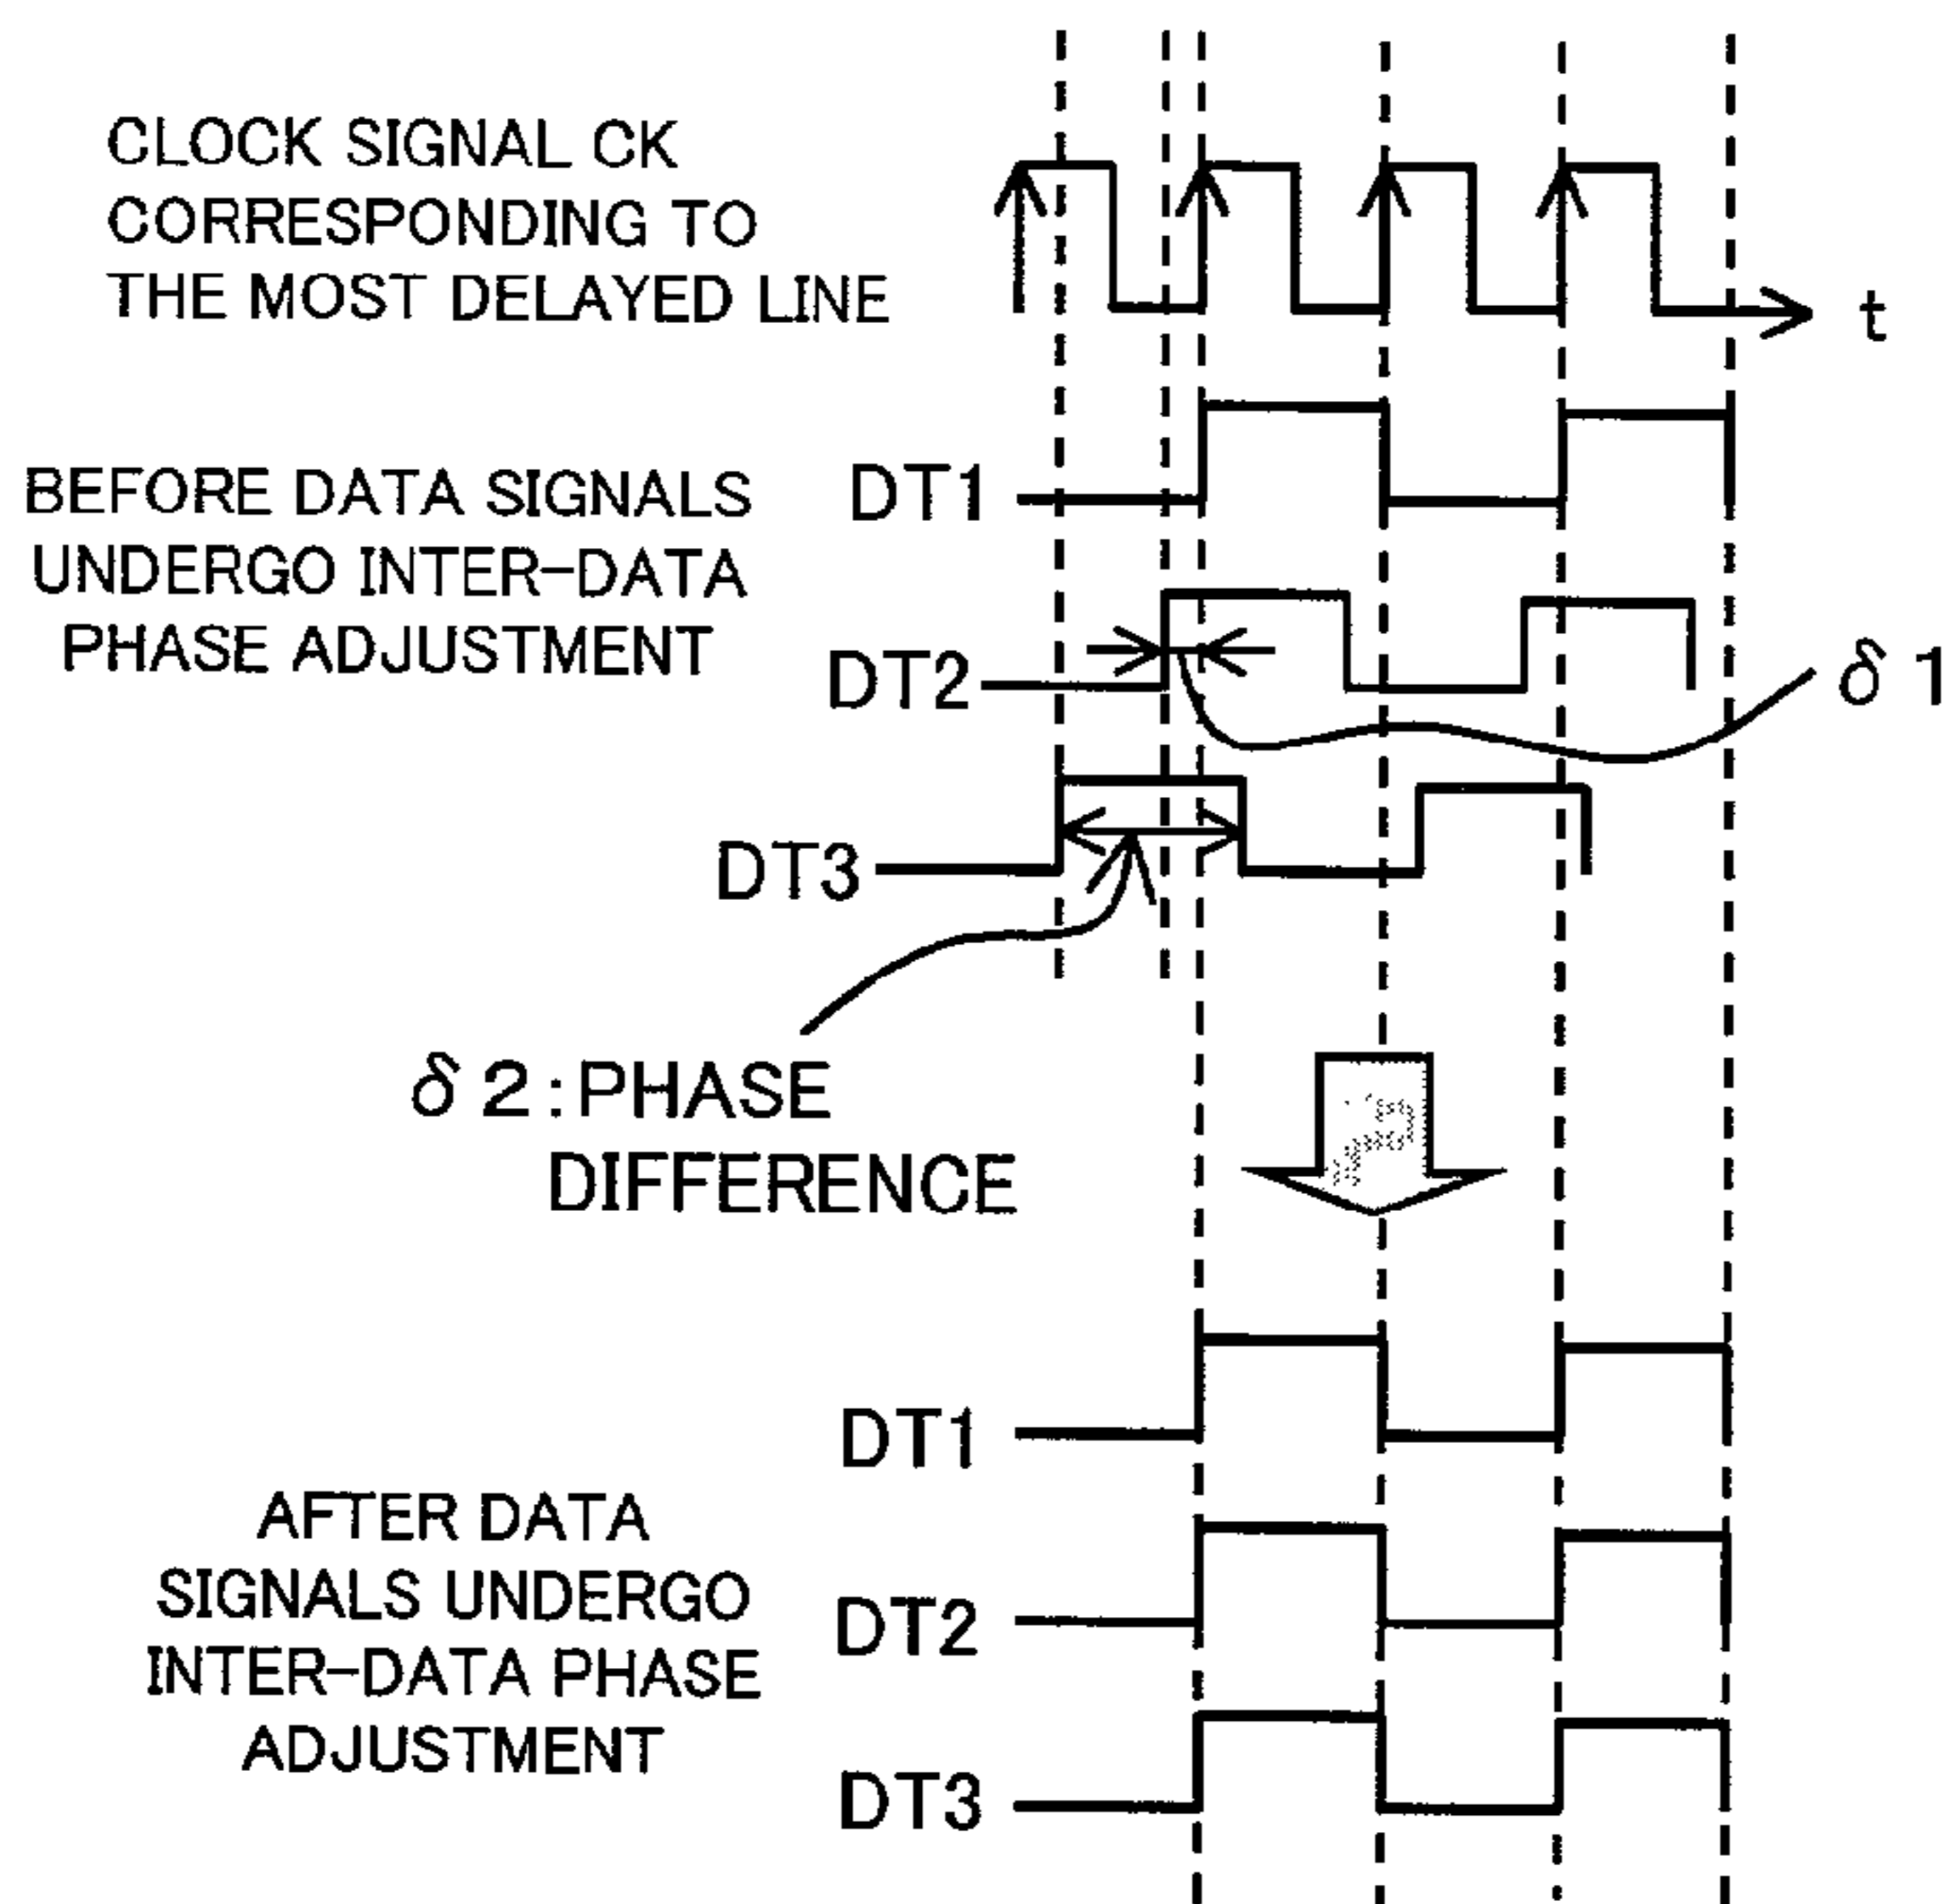 CLOCK SIGNAL CK
CORRESPONDING TO
THE MOST DELAYED LINE
t
BEFORE DATA SIGNALS
UNDERGO INTER-DATA
PHASE ADJUSTMENT
DT1
DT2
δ1
DT3
δ2:PHASE
DIFFERENCE
AFTER DATA
SIGNALS UNDERGO
INTER-DATA PHASE
ADJUSTMENT
DT1
DT2
DT3